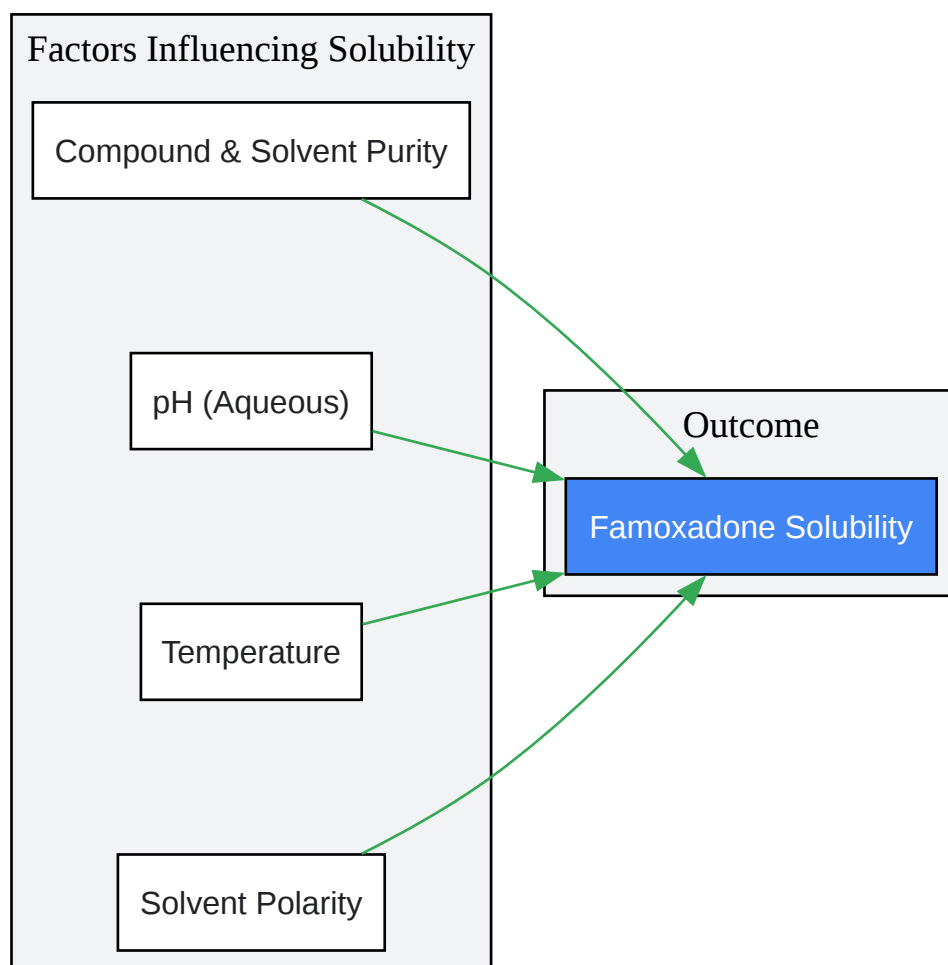 Factors Influencing Solubility
Compound & Solvent Purity
pH (Aqueous)
Temperature
Solvent Polarity
Outcome
Famoxadone Solubility